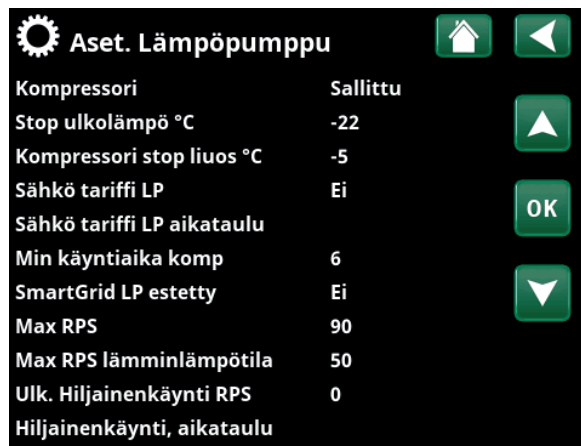 Aset. Lämpöpumppu
Kompressori Sallittu
Stop ulkolämpö °C -22
Kompressori stop liuos °C -5
Sähkö tariffi LP Ei
Sähkö tariffi LP aikataulu
Min käyntiaika komp 6
SmartGrid LP estetty Ei
Max RPS 90
Max RPS lämminlämpötila 50
Ulk. Hiljainenkäynti RPS 0
Hiljainenkäynti, aikataulu
OK